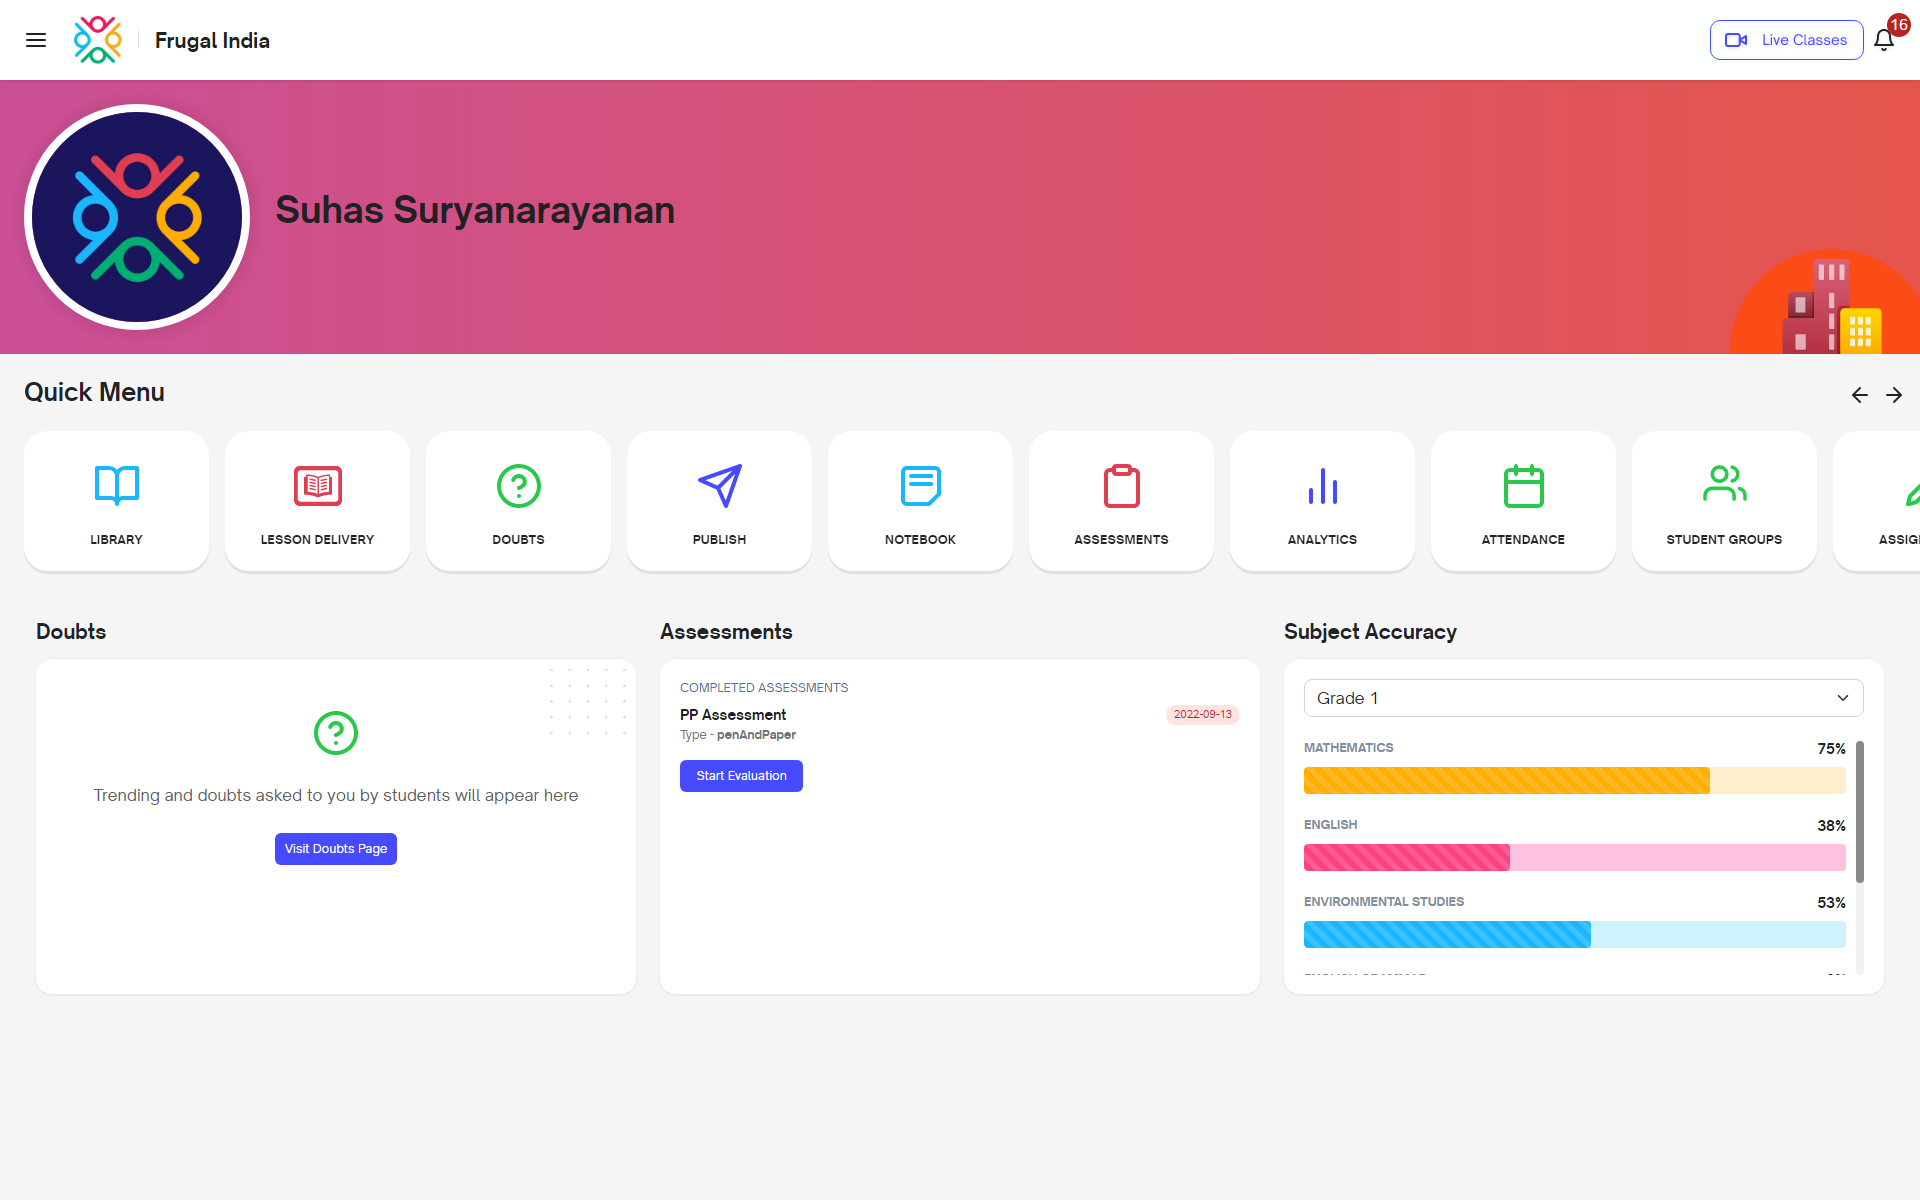 Frugal India
Live Classes
16
Suhas Suryanarayanan
Quick Menu
LIBRARY
LESSON DELIVERY
DOUBTS
PUBLISH
NOTEBOOK
ASSESSMENTS
ANALYTICS
ATTENDANCE
STUDENT GROUPS
Doubts
Trending and doubts asked to you by students will appear here
Visit Doubts Page
Assessments
COMPLETED ASSESSMENTS
PP Assessment
2022-09-13
Type - penAndPaper
Start Evaluation
Subject Accuracy
Grade 1
MATHEMATICS
75%
ENGLISH
38%
ENVIRONMENTAL STUDIES
53%